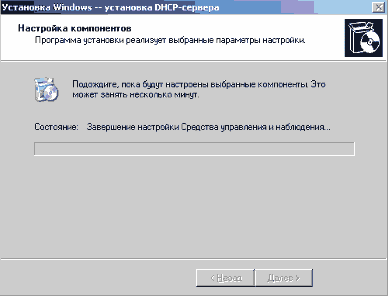 Установка Windows -- установка DHCP-сервера
Настройка компонентов
Программа установки реализует выбранные параметры настройки.
Подождите, пока будут настроены выбранные компоненты. Это
может занять несколько минут.
Состояние: Завершение настройки Средства управления и наблюдения...
< Назад Далее >